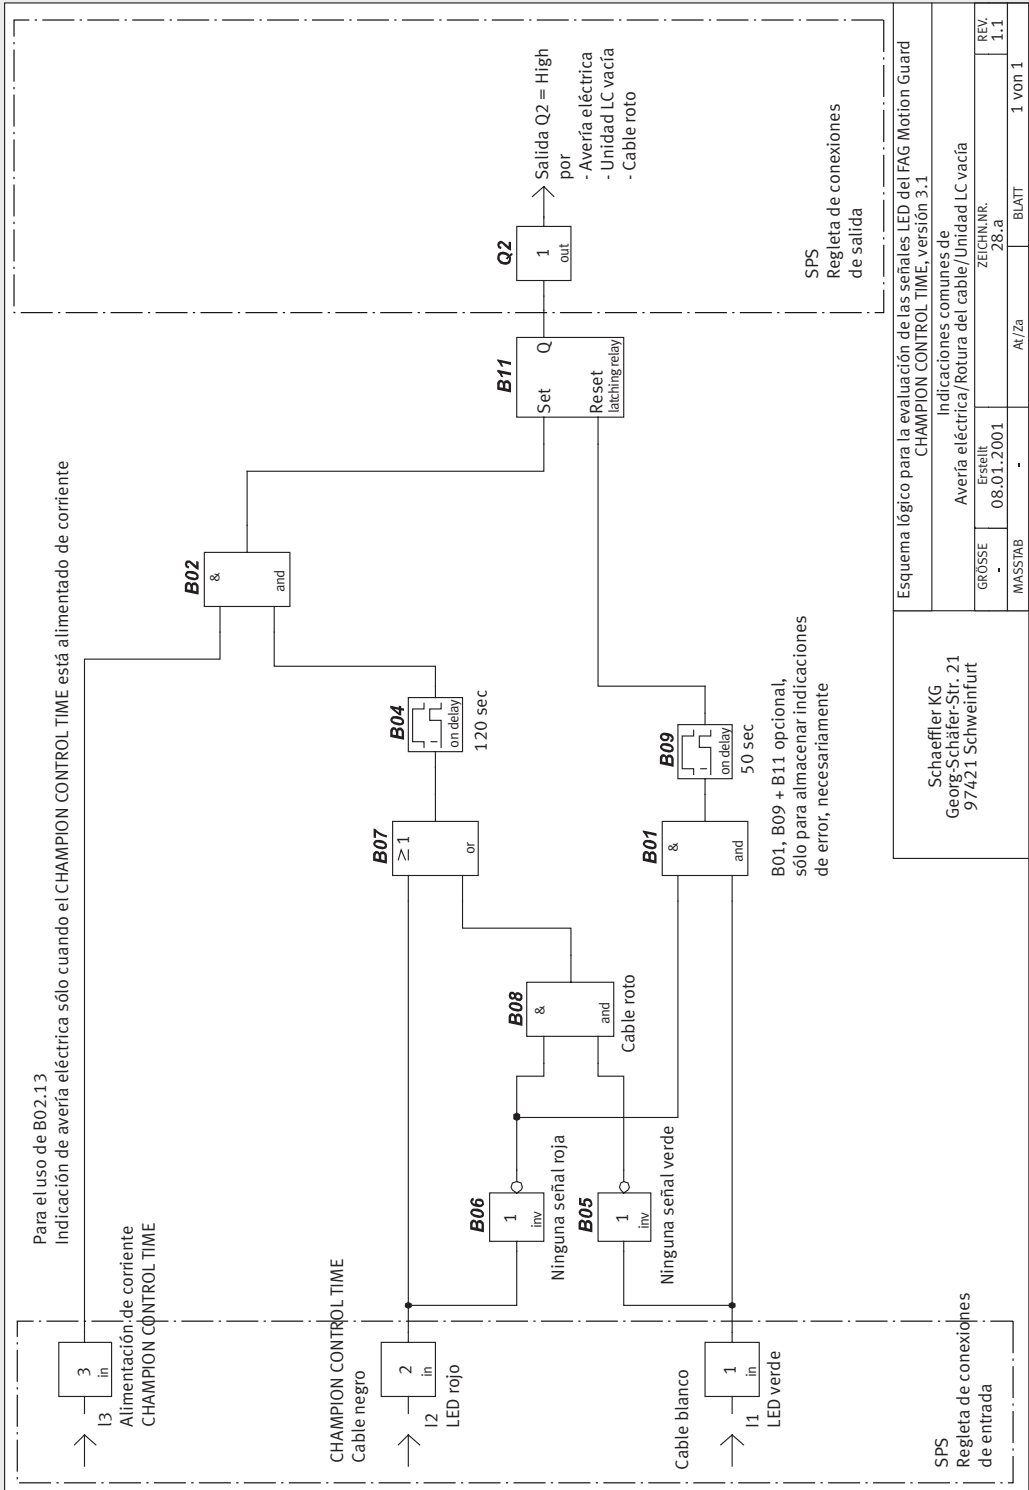 Para el uso de B02.13
Indicación de avería eléctrica sólo cuando el CHAMPION CONTROL TIME está alimentado de corriente
3
in
I3
Alimentación de corriente
CHAMPION CONTROL TIME
B02
&
and
CHAMPION CONTROL TIME
Cable negro
2
in
I2
LED rojo
B06
1
inv
Ninguna señal roja
B05
1
inv
Ninguna señal verde
B08
&
and
Cable roto
B07
≥ 1
or
B04
on delay
120 sec
B11
Set
Q
Reset
latching relay
Q2
1
out
Salida Q2 = High
por
- Avería eléctrica
- Unidad LC vacía
- Cable roto
Cable blanco
1
in
I1
LED verde
B01
&
and
B09
on delay
50 sec
B01, B09 + B11 opcional,
sólo para almacenar indicaciones
de error, necesariamente
SPS
Regleta de conexiones
de entrada
SPS
Regleta de conexiones
de salida
Schaeffler KG
Georg-Schäfer-Str. 21
97421 Schweinfurt
Esquema lógico para la evaluación de las señales LED del FAG Motion Guard
CHAMPION CONTROL TIME, versión 3.1
Indicaciones comunes de
Avería eléctrica/Rotura del cable/Unidad LC vacía
GRÖSSE
-
Erstellt
08.01.2001
ZEICHN.NR.
28.a
REV.
1.1
MASSTAB
-
At/Za
BLATT
1 von 1